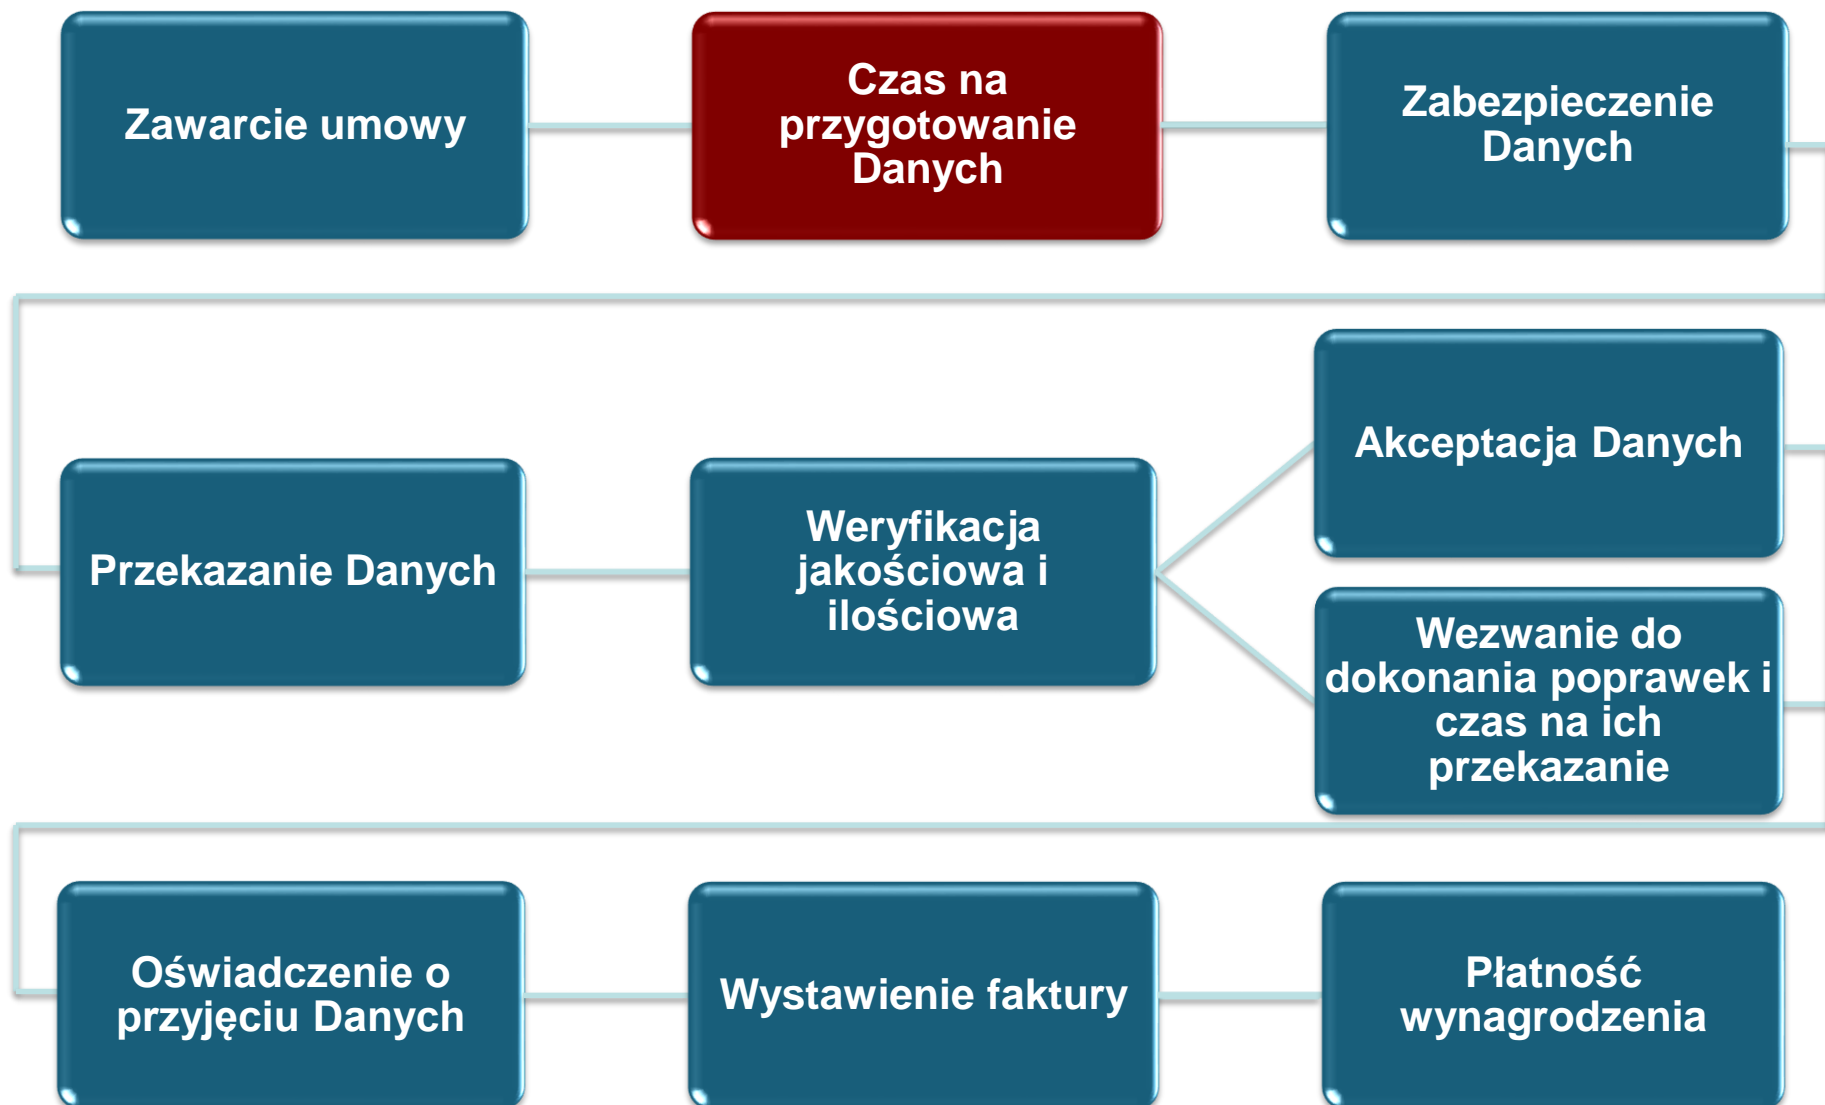 Zawarcie umowy
Czas na
przygotowanie
Danych
Zabezpieczenie
Danych
Przekazanie Danych
Weryfikacja
jakościowa i
ilościowa
Akceptacja Danych
Wezwanie do
dokonania poprawek i
czas na ich
przekazanie
Oświadczenie o
przyjęciu Danych
Wystawienie faktury
Płatność
wynagrodzenia